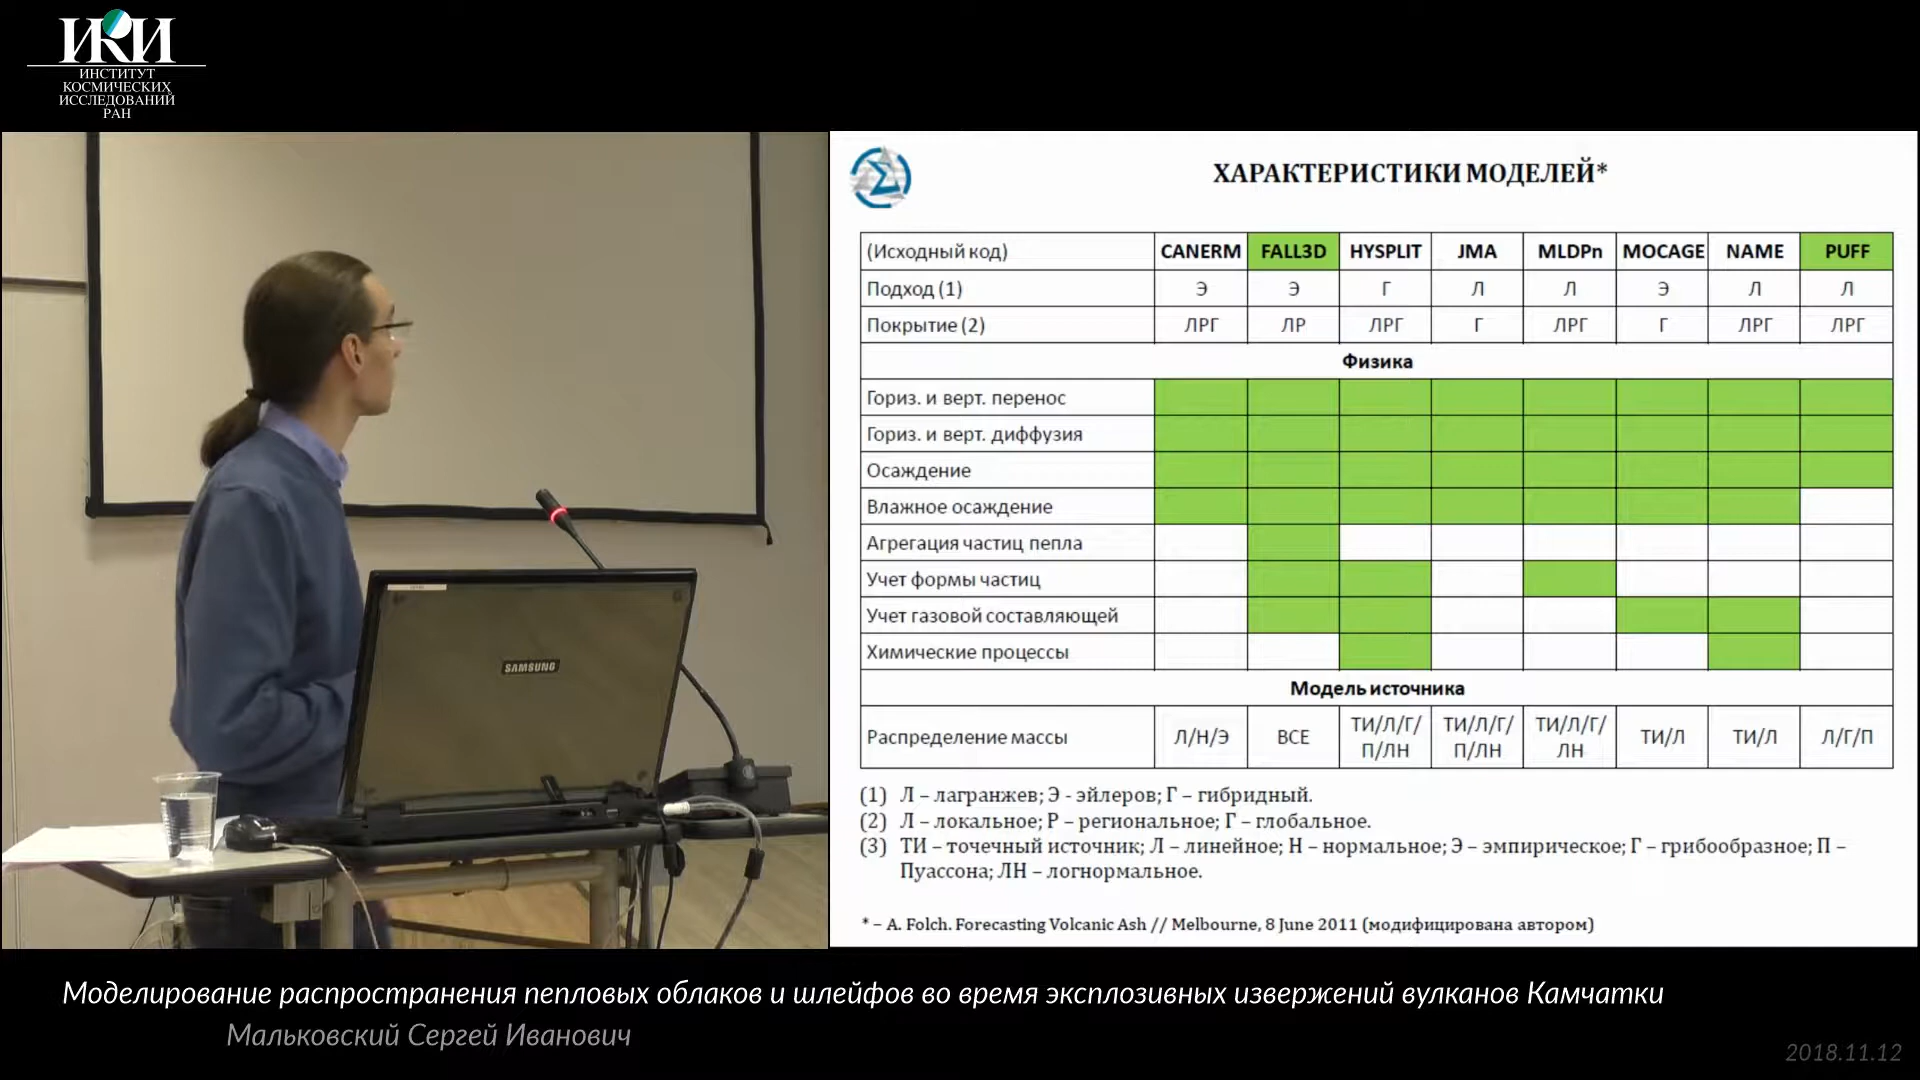 ИКИ
ИНСТИТУТ
КОСМИЧЕСКИХ
ИССЛЕДОВАНИЙ
РАН
SAMSUNG
ХАРАКТЕРИСТИКИ МОДЕЛЕЙ*
(Исходный код) CANERM FALL3D HYSPLIT JMA MLDPn MOCAGE NAME PUFF
Подход (1) Э Э Г Л Л Э Л Л
Покрытие (2) ЛРГ ЛР ЛРГ Г ЛРГ Г ЛРГ ЛРГ
Физика
Гориз. и верт. перенос
Гориз. и верт. диффузия
Осаждение
Влажное осаждение
Агрегация частиц пепла
Учет формы частиц
Учет газовой составляющей
Химические процессы
Модель источника
Распределение массы Л/Н/Э ВСЕ ТИ/Л/Г/ П/ЛН ТИ/Л/Г/ П/ЛН ТИ/Л/Г/ ЛН ТИ/Л ТИ/Л Л/Г/П
(1) Л – лагранжев; Э - эйлеров; Г – гибридный.
(2) Л – локальное; Р – региональное; Г – глобальное.
(3) ТИ – точечный источник; Л – линейное; Н – нормальное; Э – эмпирическое; Г – грибообразное; П –
Пуассона; ЛН – логнормальное.
* – A. Folch. Forecasting Volcanic Ash // Melbourne, 8 June 2011 (модифицирована автором)
Моделирование распространения пепловых облаков и шлейфов во время эксплозивных извержений вулканов Камчатки
Мальковский Сергей Иванович
2018.11.12